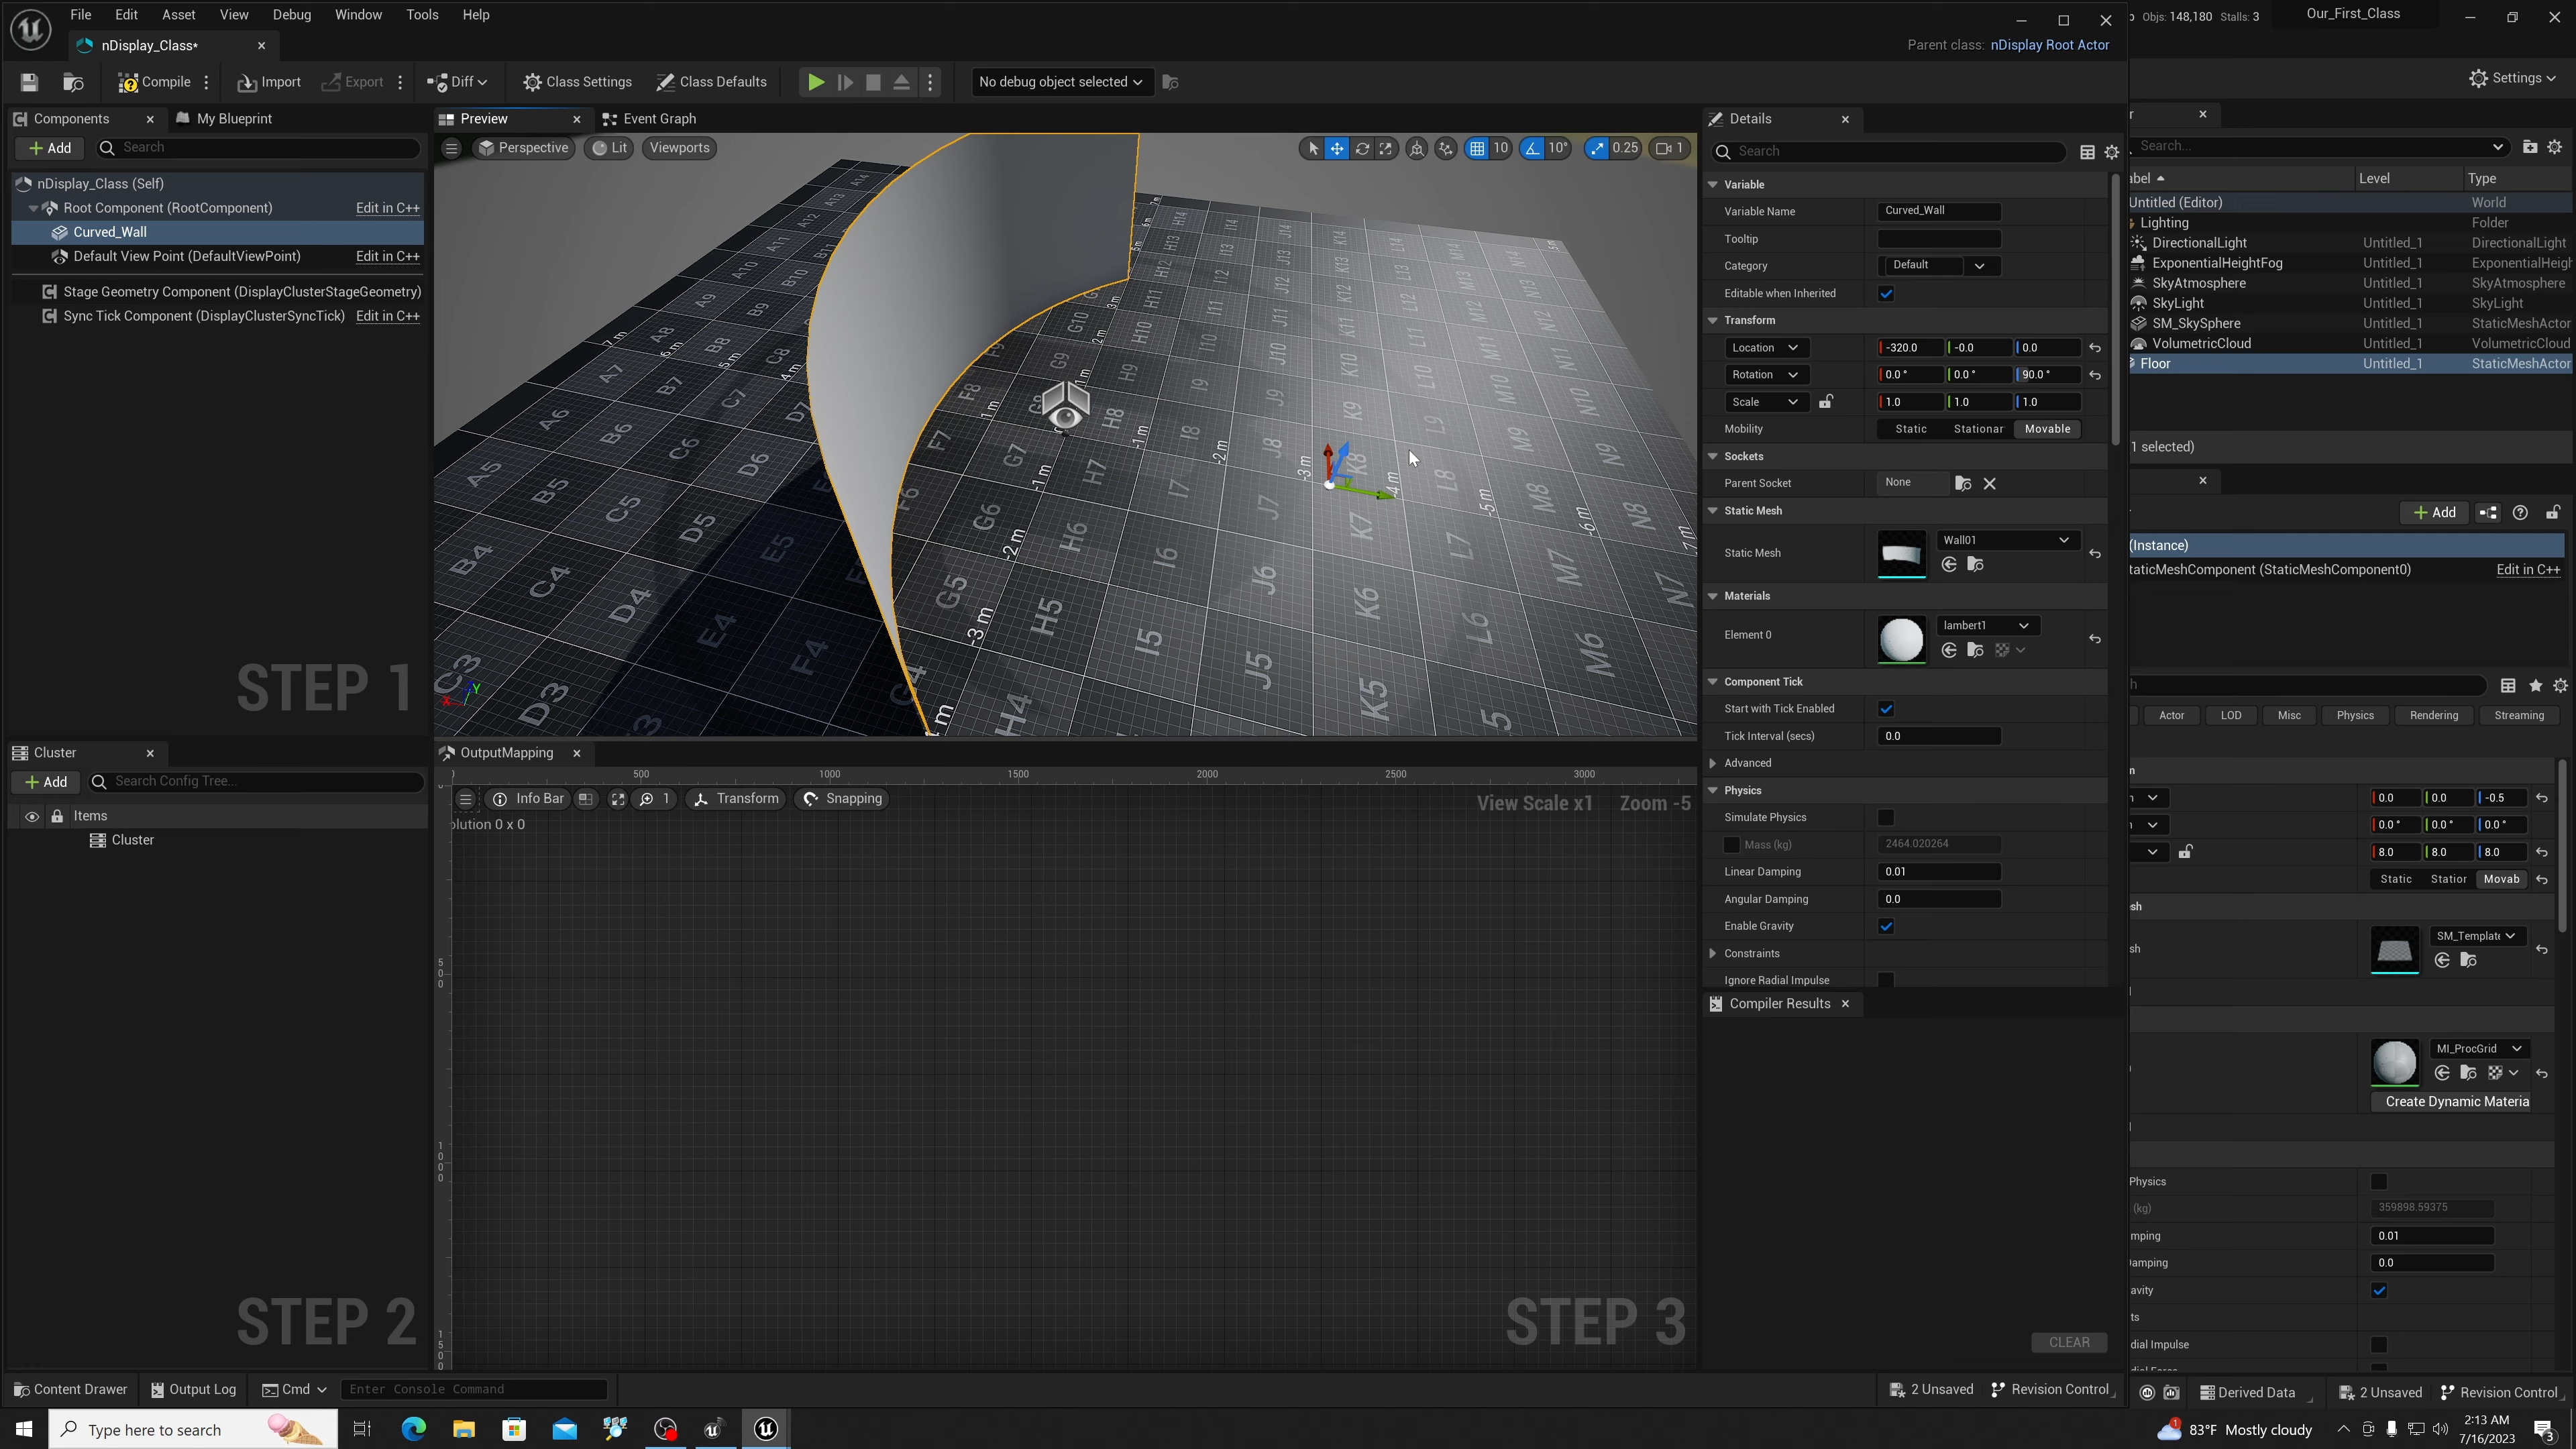 File Edit Asset View Debug Window Tools Help
nDisplay_Class*
Parent class: nDisplay Root Actor
Compile Import Export Diff Class Settings Class Defaults No debug object selected
Components My Blueprint
Add Search
nDisplay_Class (Self)
Root Component (RootComponent) Edit in C++
Curved_Wall
Default View Point (DefaultViewPoint) Edit in C++
Stage Geometry Component (DisplayClusterStageGeometry)
Sync Tick Component (DisplayClusterSyncTick) Edit in C++
STEP 1
Cluster
Add Search Config Tree...
Items
Cluster
STEP 2
Preview Event Graph
Perspective Lit Viewports 10 10° 0.25 1
OutputMapping
500 1000 1500 2000 2500 3000
Info Bar 1 Transform Snapping View Scale x1 Zoom -5
olution 0 x 0
STEP 3
Details
Search
Variable
Variable Name Curved_Wall
Tooltip
Category Default
Editable when Inherited
Transform
Location -320.0 -0.0 0.0
Rotation 0.0 ° 0.0 ° 90.0 °
Scale 1.0 1.0 1.0
Mobility Static Stationar Movable
Sockets
Parent Socket None
Static Mesh
Static Mesh Wall01
Materials
Element 0 lambert1
Component Tick
Start with Tick Enabled
Tick Interval (secs) 0.0
Advanced
Physics
Simulate Physics
Mass (kg) 2464.020264
Linear Damping 0.01
Angular Damping 0.0
Enable Gravity
Constraints
Ignore Radial Impulse
Compiler Results
CLEAR
Content Drawer Output Log Cmd Enter Console Command 2 Unsaved Revision Control
Objs: 148,180 Stalls: 3 Our_First_Class
Settings
Search...
abel Level Type
Untitled (Editor) World
Lighting Folder
DirectionalLight Untitled_1 DirectionalLight
ExponentialHeightFog Untitled_1 ExponentialHeigh
SkyAtmosphere Untitled_1 SkyAtmosphere
SkyLight Untitled_1 SkyLight
SM_SkySphere Untitled_1 StaticMeshActor
VolumetricCloud Untitled_1 VolumetricCloud
Floor Untitled_1 StaticMeshActor
1 selected)
Add
(Instance)
taticMeshComponent (StaticMeshComponent0) Edit in C++
Actor LOD Misc Physics Rendering Streaming
0.0 0.0 -0.5
0.0 ° 0.0 ° 0.0 °
8.0 8.0 8.0
Static Station Movab
esh
sh SM_Template
MI_ProcGrid
Create Dynamic Materia
Physics
(kg) 359898.59375
mping 0.01
amping 0.0
avity
ts
dial Impulse
Derived Data 2 Unsaved Revision Control
Type here to search
83°F Mostly cloudy
2:13 AM
7/16/2023
3